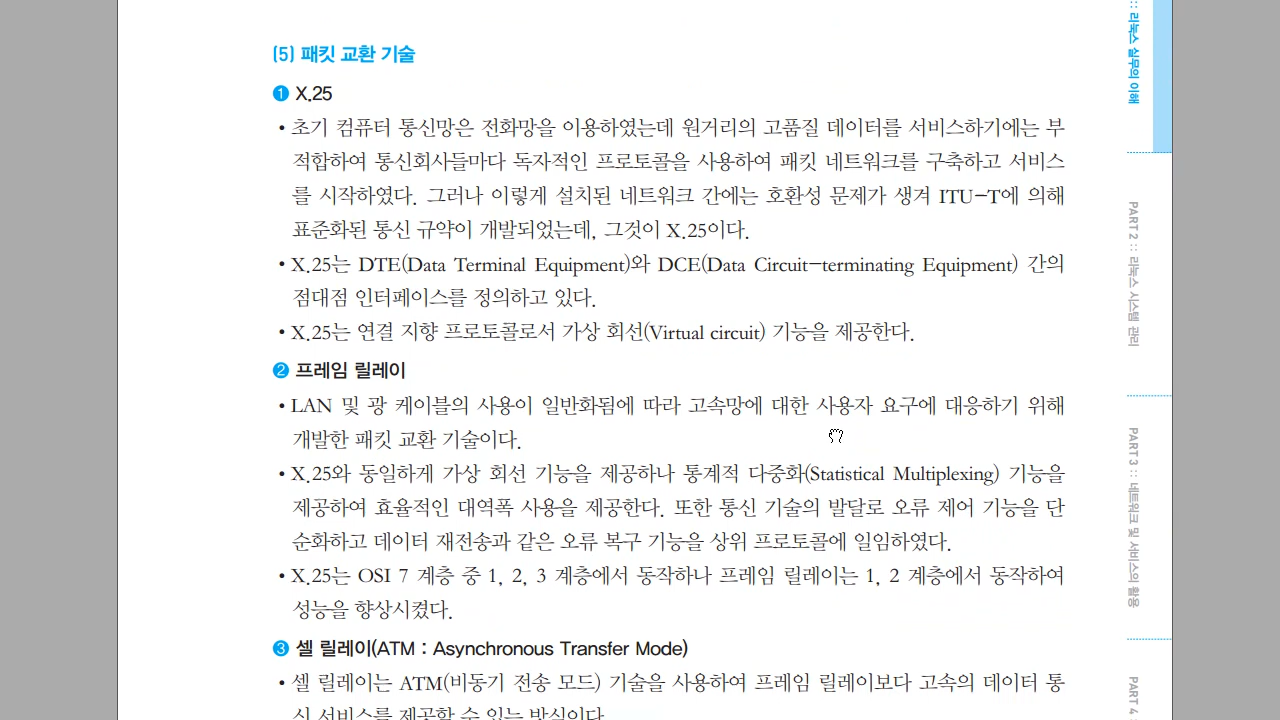 (5) 패킷 교환 기술
1 X.25
• 초기 컴퓨터 통신망은 전화망을 이용하였는데 원거리의 고품질 데이터를 서비스하기에는 부
적합하여 통신회사들마다 독자적인 프로토콜을 사용하여 패킷 네트워크를 구축하고 서비스
를 시작하였다. 그러나 이렇게 설치된 네트워크 간에는 호환성 문제가 생겨 ITU-T에 의해
표준화된 통신 규약이 개발되었는데, 그것이 X.25이다.
• X.25는 DTE(Data Terminal Equipment)와 DCE(Data Circuit-terminating Equipment) 간의
점대점 인터페이스를 정의하고 있다.
• X.25는 연결 지향 프로토콜로서 가상 회선(Virtual circuit) 기능을 제공한다.
2 프레임 릴레이
• LAN 및 광 케이블의 사용이 일반화됨에 따라 고속망에 대한 사용자 요구에 대응하기 위해
개발한 패킷 교환 기술이다.
• X.25와 동일하게 가상 회선 기능을 제공하나 통계적 다중화(Statistical Multiplexing) 기능을
제공하여 효율적인 대역폭 사용을 제공한다. 또한 통신 기술의 발달로 오류 제어 기능을 단
순화하고 데이터 재전송과 같은 오류 복구 기능을 상위 프로토콜에 일임하였다.
• X.25는 OSI 7 계층 중 1, 2, 3 계층에서 동작하나 프레임 릴레이는 1, 2 계층에서 동작하여
성능을 향상시켰다.
3 셀 릴레이(ATM : Asynchronous Transfer Mode)
• 셀 릴레이는 ATM(비동기 전송 모드) 기술을 사용하여 프레임 릴레이보다 고속의 데이터 통
신 서비스를 제공할 수 있는 방식이다.
:: 리눅스 실무의 이해
PART 2 :: 리눅스 시스템 관리
PART 3 :: 네트워크 및 서비스의 활용
PART 4 :